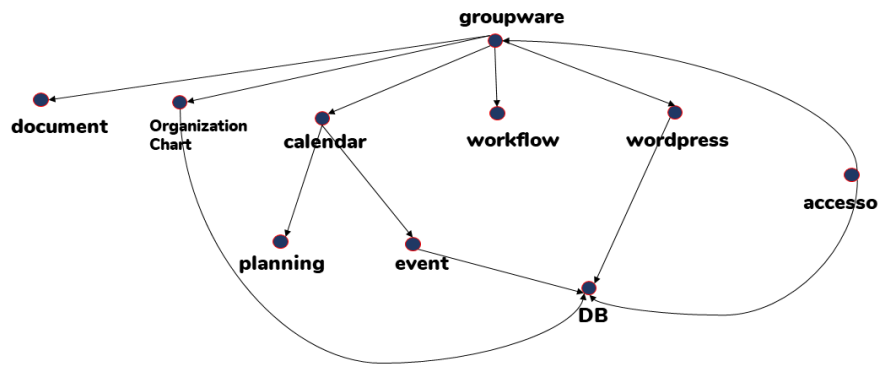 groupware
document
Organization
Chart
calendar
workflow
wordpress
accesso
planning
event
DB